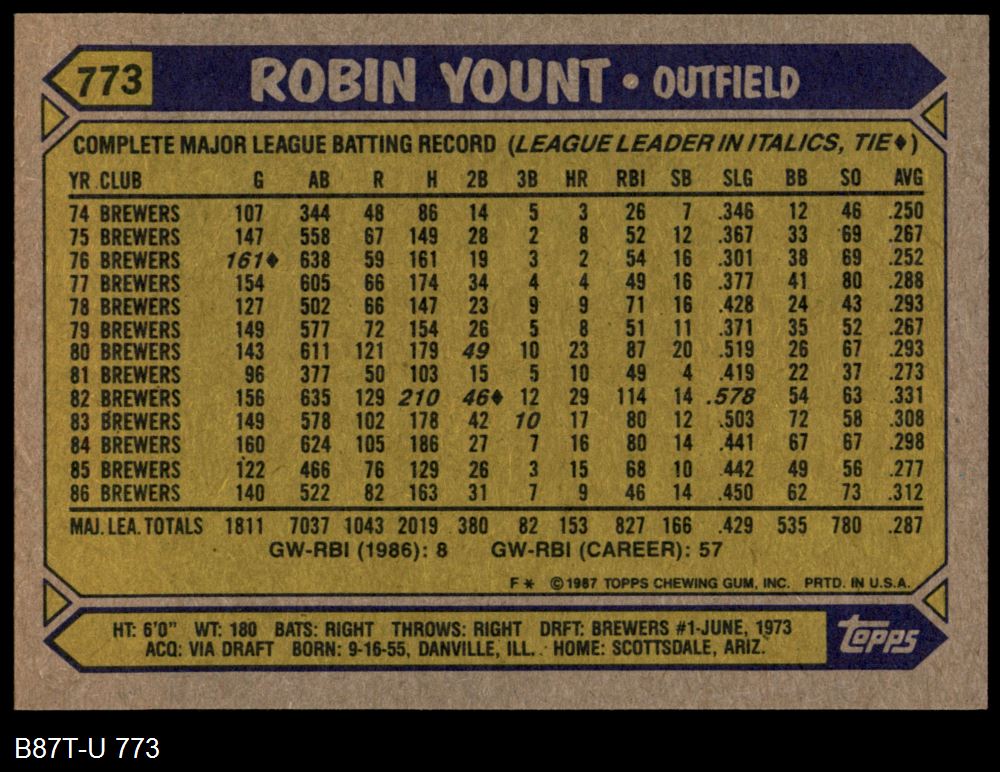 773 ROBIN YOUNT • OUTFIELD
COMPLETE MAJOR LEAGUE BATTING RECORD (LEAGUE LEADER IN ITALICS, TIE♦)
YR CLUB G AB R H 2B 3B HR RBI SB SLG BB SO AVG
74 BREWERS 107 344 48 86 14 5 3 26 7 .346 12 46 .250
75 BREWERS 147 558 67 149 28 2 8 52 12 .367 33 69 .267
76 BREWERS 161♦ 638 59 161 19 3 2 54 16 .301 38 69 .252
77 BREWERS 154 605 66 174 34 4 4 49 16 .377 41 80 .288
78 BREWERS 127 502 66 147 23 9 9 71 16 .428 24 43 .293
79 BREWERS 149 577 72 154 26 5 8 51 11 .371 35 52 .267
80 BREWERS 143 611 121 179 49 10 23 87 20 .519 26 67 .293
81 BREWERS 96 377 50 103 15 5 10 49 4 .419 22 37 .273
82 BREWERS 156 635 129 210 46♦ 12 29 114 14 .578 54 63 .331
83 BREWERS 149 578 102 178 42 10 17 80 12 .503 72 58 .308
84 BREWERS 160 624 105 186 27 7 16 80 14 .441 67 67 .298
85 BREWERS 122 466 76 129 26 3 15 68 10 .442 49 56 .277
86 BREWERS 140 522 82 163 31 7 9 46 14 .450 62 73 .312
MAJ. LEA. TOTALS 1811 7037 1043 2019 380 82 153 827 166 .429 535 780 .287
GW-RBI (1986): 8 GW-RBI (CAREER): 57
F* ©1987 TOPPS CHEWING GUM, INC. PRTD. IN U.S.A.
HT: 6'0" WT: 180 BATS: RIGHT THROWS: RIGHT DRFT: BREWERS #1-JUNE, 1973
ACQ: VIA DRAFT BORN: 9-16-55, DANVILLE, ILL. HOME: SCOTTSDALE, ARIZ.
Topps
B87T-U 773